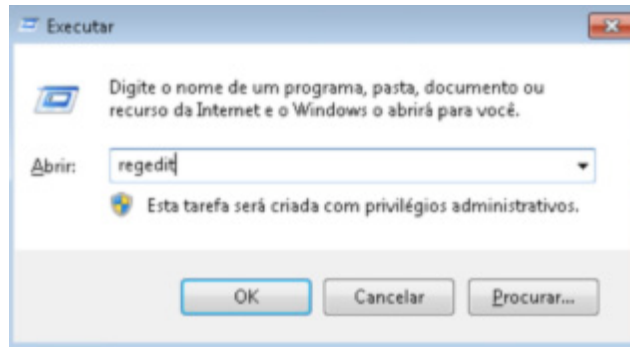 Executar
Digite o nome de um programa, pasta, documento ou
recurso da Internet e o Windows o abrirá para você.
Abrir: regedit
Esta tarefa será criada com privilégios administrativos.
OK Cancelar Procurar...